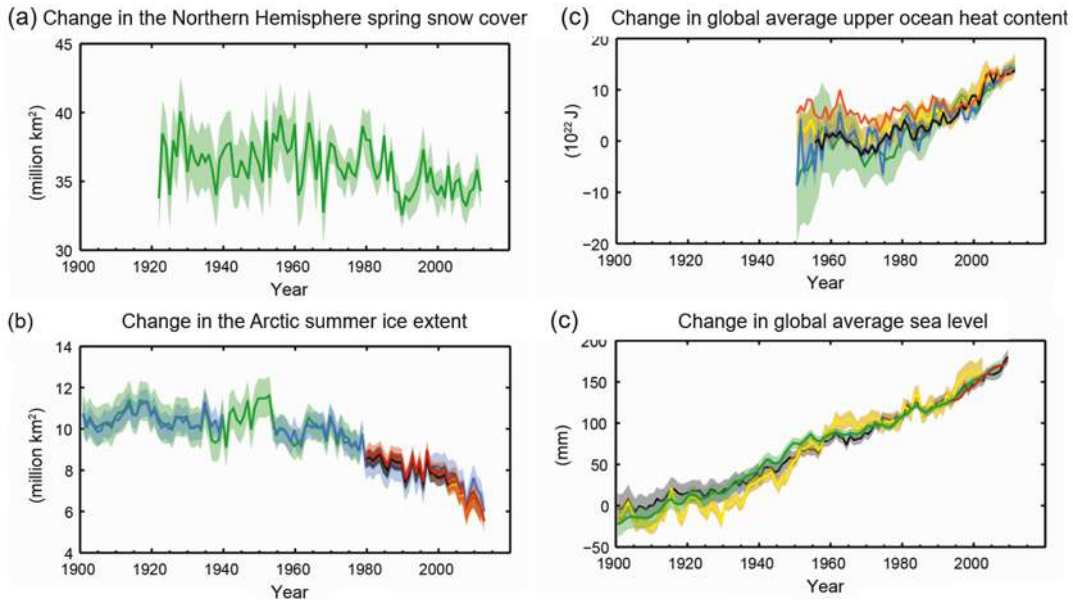 (a) Change in the Northern Hemisphere spring snow cover
45
40
35
30
(million km²)
1900 1920 1940 1960 1980 2000
Year
(c) Change in global average upper ocean heat content
20
10
0
−10
−20
(10²² J)
1900 1920 1940 1960 1980 2000
Year
(b) Change in the Arctic summer ice extent
14
12
10
8
6
4
(million km²)
1900 1920 1940 1960 1980 2000
Year
(c) Change in global average sea level
200
150
100
50
0
−50
(mm)
1900 1920 1940 1960 1980 2000
Year